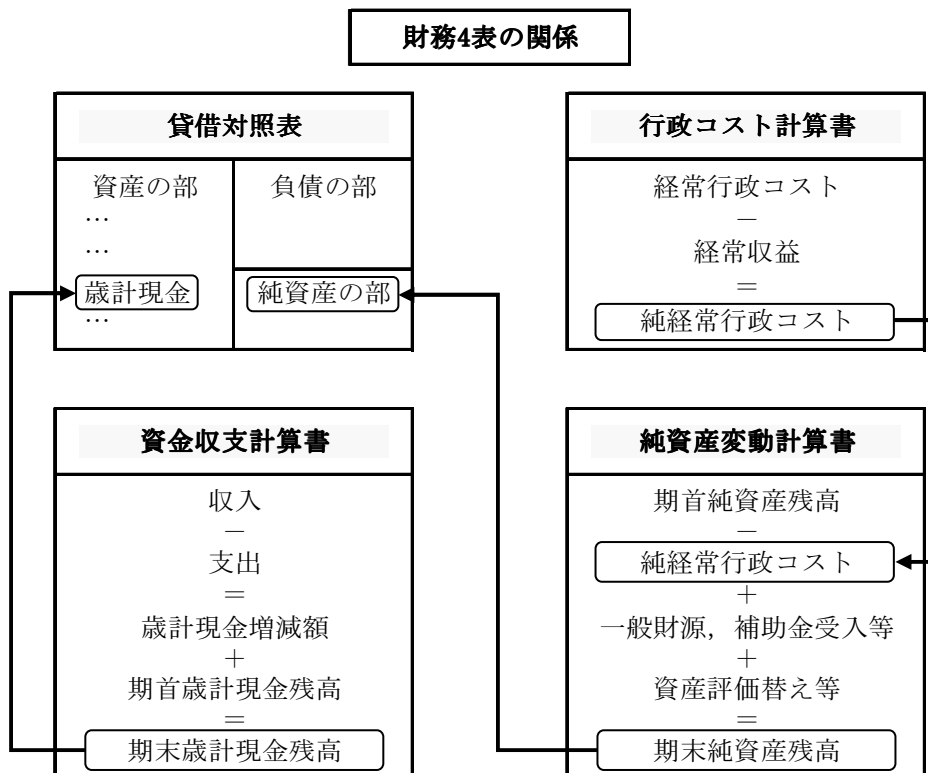 財務4表の関係
貸借対照表
資産の部
…
…
歳計現金
…
負債の部
純資産の部
行政コスト計算書
経常行政コスト
－
経常収益
＝
純経常行政コスト
資金収支計算書
収入
－
支出
＝
歳計現金増減額
＋
期首歳計現金残高
＝
期末歳計現金残高
純資産変動計算書
期首純資産残高
－
純経常行政コスト
＋
一般財源，補助金受入等
＋
資産評価替え等
＝
期末純資産残高